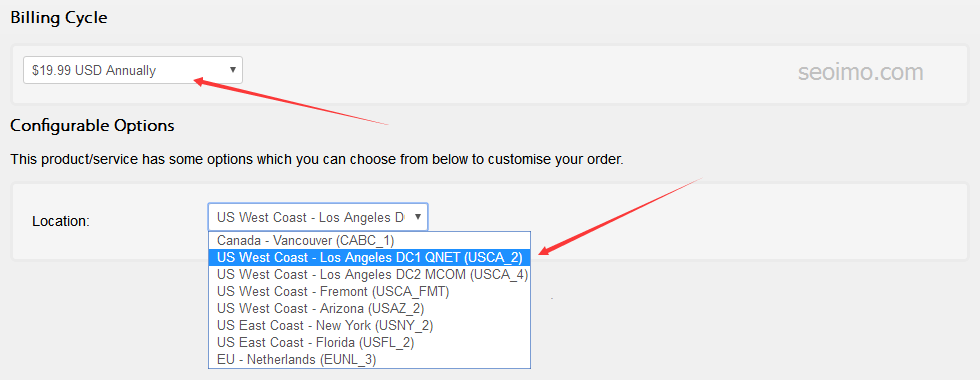 Billing Cycle
$19.99 USD Annually
seoimo.com
Configurable Options
This product/service has some options which you can choose from below to customise your order.
Location:
US West Coast - Los Angeles D
Canada - Vancouver (CABC_1)
US West Coast - Los Angeles DC1 QNET (USCA_2)
US West Coast - Los Angeles DC2 MCOM (USCA_4)
US West Coast - Fremont (USCA_FMT)
US West Coast - Arizona (USAZ_2)
US East Coast - New York (USNY_2)
US East Coast - Florida (USFL_2)
EU - Netherlands (EUNL_3)